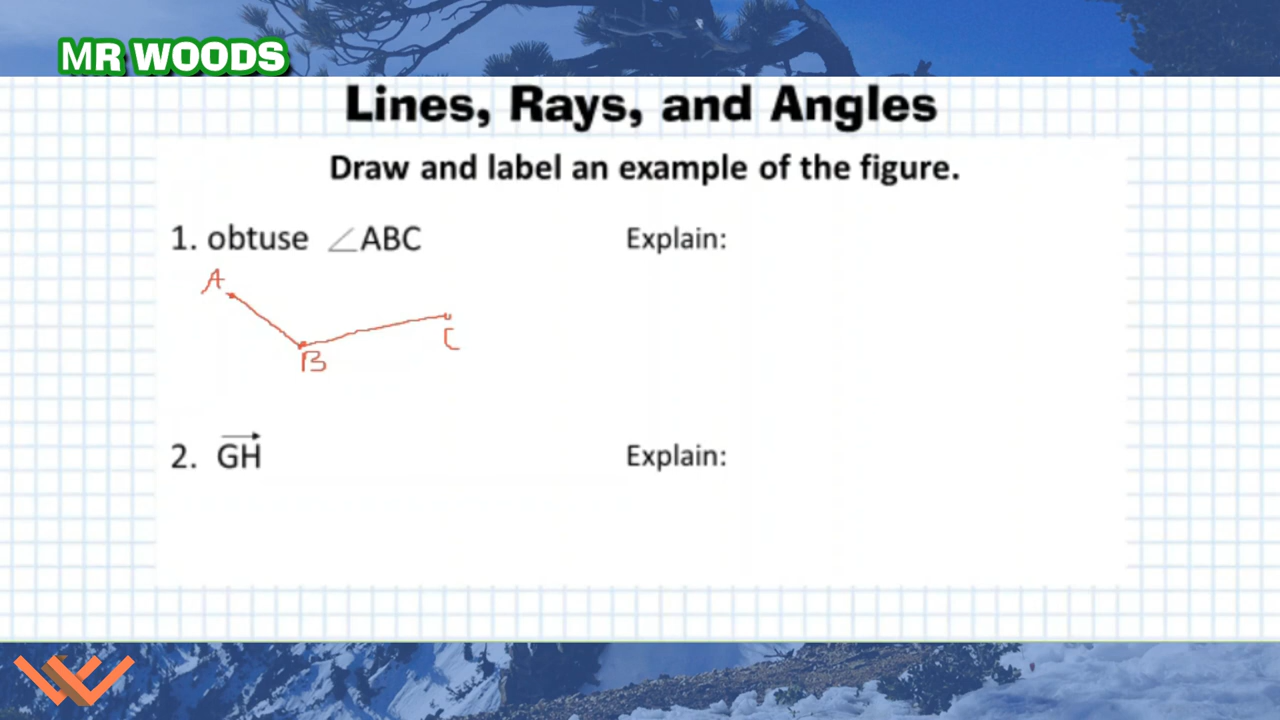 MR WOODS
Lines, Rays, and Angles
Draw and label an example of the figure.
1. obtuse ∠ABC
Explain:
A
B
C
2. GH
Explain: